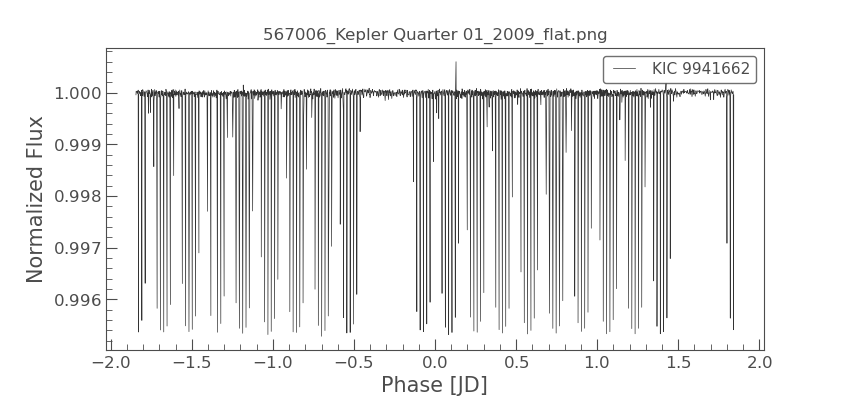 567006_Kepler Quarter 01_2009_flat.png
KIC 9941662
1.000
0.999
0.998
0.997
0.996
Normalized Flux
−2.0 −1.5 −1.0 −0.5 0.0 0.5 1.0 1.5 2.0
Phase [JD]